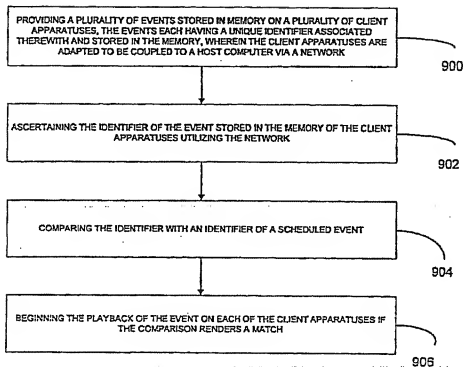 PROVIDING A PLURALITY OF EVENTS STORED IN MEMORY ON A PLURALITY OF CLIENT
APPARATUSES, THE EVENTS EACH HAVING A UNIQUE IDENTIFIER ASSOCIATED
THEREWITH AND STORED IN THE MEMORY, WHEREIN THE CLIENT APPARATUSES ARE
ADAPTED TO BE COUPLED TO A HOST COMPUTER VIA A NETWORK
900
ASCERTAINING THE IDENTIFIER OF THE EVENT STORED IN THE MEMORY OF THE CLIENT
APPARATUSES UTILIZING THE NETWORK
902
COMPARING THE IDENTIFIER WITH AN IDENTIFIER OF A SCHEDULED EVENT
904
BEGINNING THE PLAYBACK OF THE EVENT ON EACH OF THE CLIENT APPARATUSES IF
THE COMPARISON RENDERS A MATCH
906